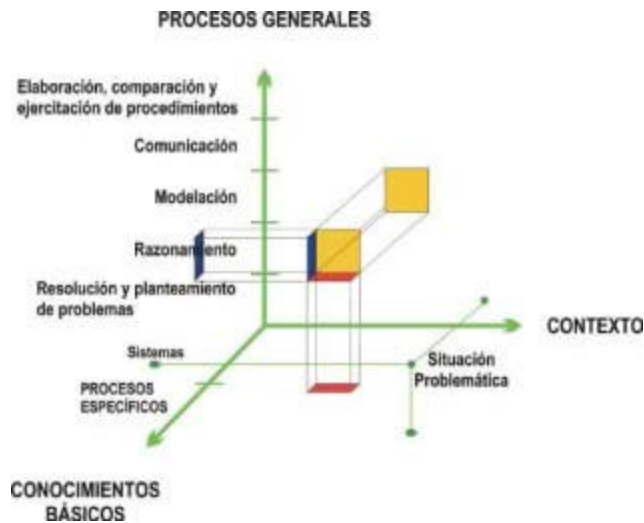 PROCESOS GENERALES
Elaboración, comparación y
ejercitación de procedimientos
Comunicación
Modelación
Razonamiento
Resolución y planteamiento
de problemas
CONTEXTO
Sistemas
Situación
Problemática
PROCESOS
ESPECÍFICOS
CONOCIMIENTOS
BÁSICOS